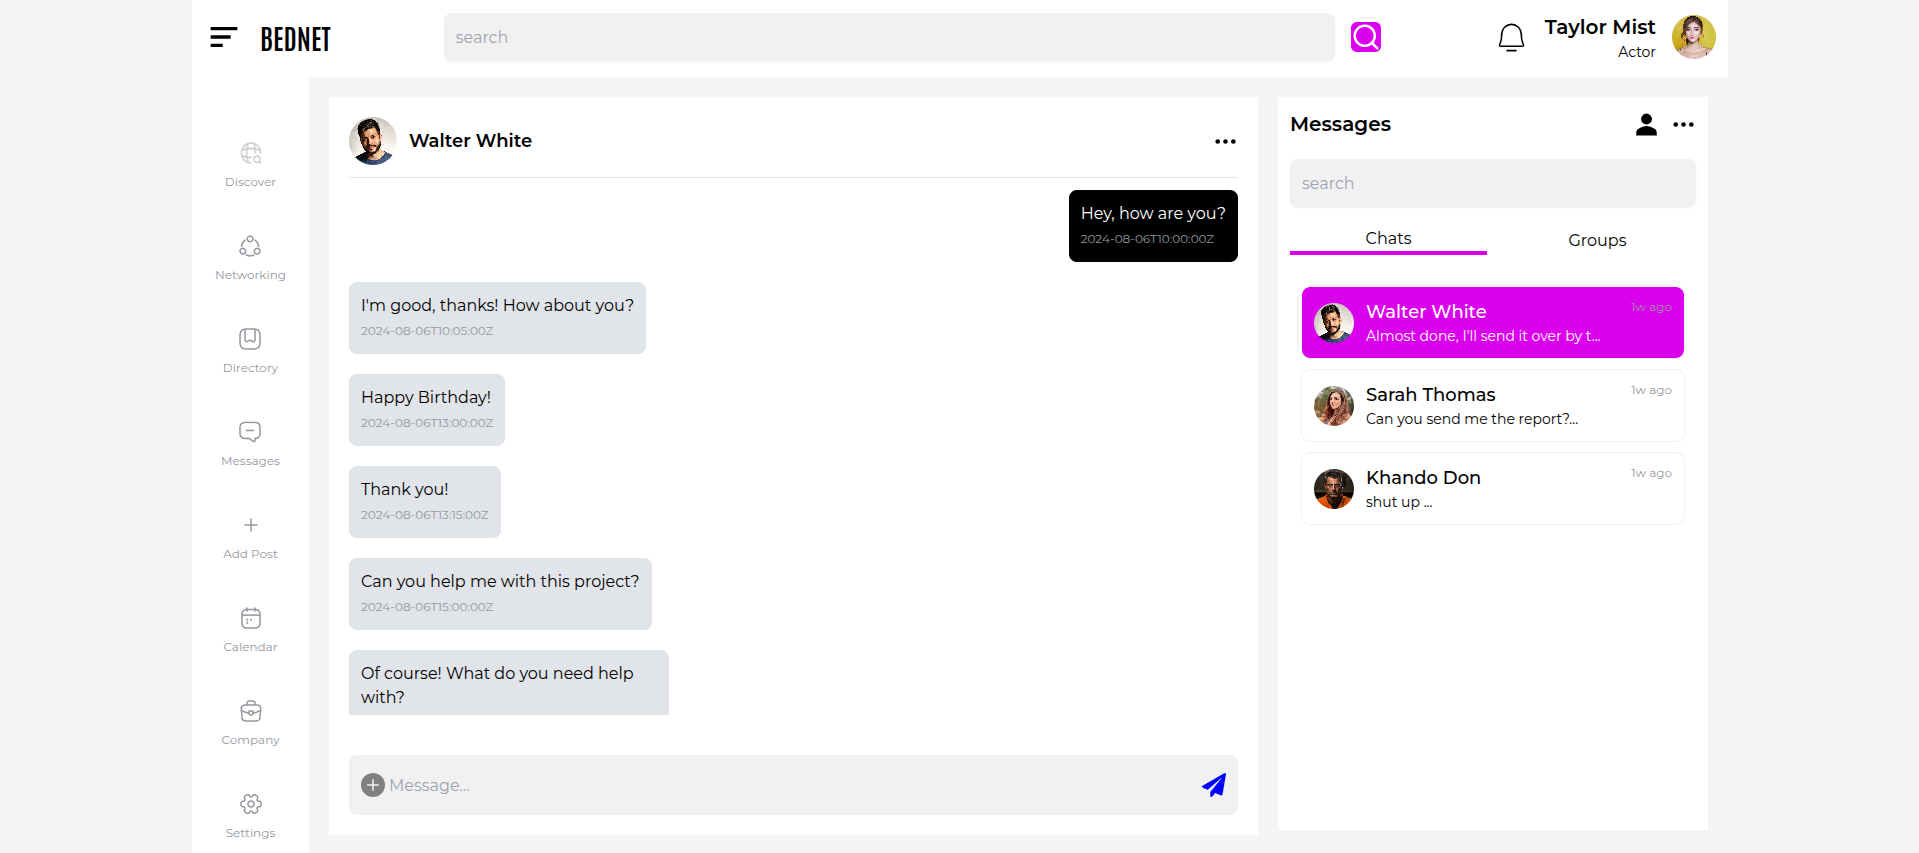 BEDNET
search
Taylor Mist
Actor
Discover
Networking
Directory
Messages
Add Post
Calendar
Company
Settings
Walter White
Hey, how are you?
2024-08-06T10:00:00Z
I'm good, thanks! How about you?
2024-08-06T10:05:00Z
Happy Birthday!
2024-08-06T13:00:00Z
Thank you!
2024-08-06T13:15:00Z
Can you help me with this project?
2024-08-06T15:00:00Z
Of course! What do you need help
with?
Message...
Messages
search
Chats
Groups
Walter White
1w ago
Almost done, I'll send it over by t...
Sarah Thomas
1w ago
Can you send me the report?...
Khando Don
1w ago
shut up ...